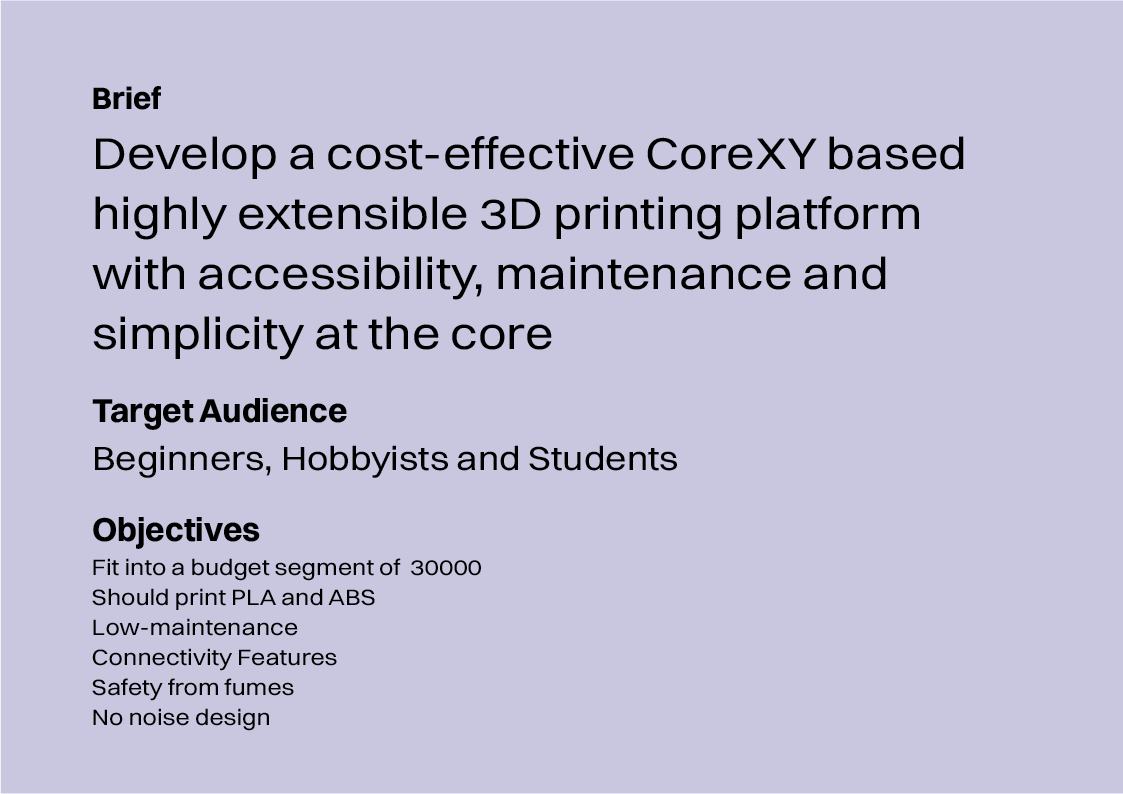 Brief
Develop a cost-effective CoreXY based
highly extensible 3D printing platform
with accessibility, maintenance and
simplicity at the core
Target Audience
Beginners, Hobbyists and Students
Objectives
Fit into a budget segment of  30000
Should print PLA and ABS
Low-maintenance
Connectivity Features
Safety from fumes
No noise design